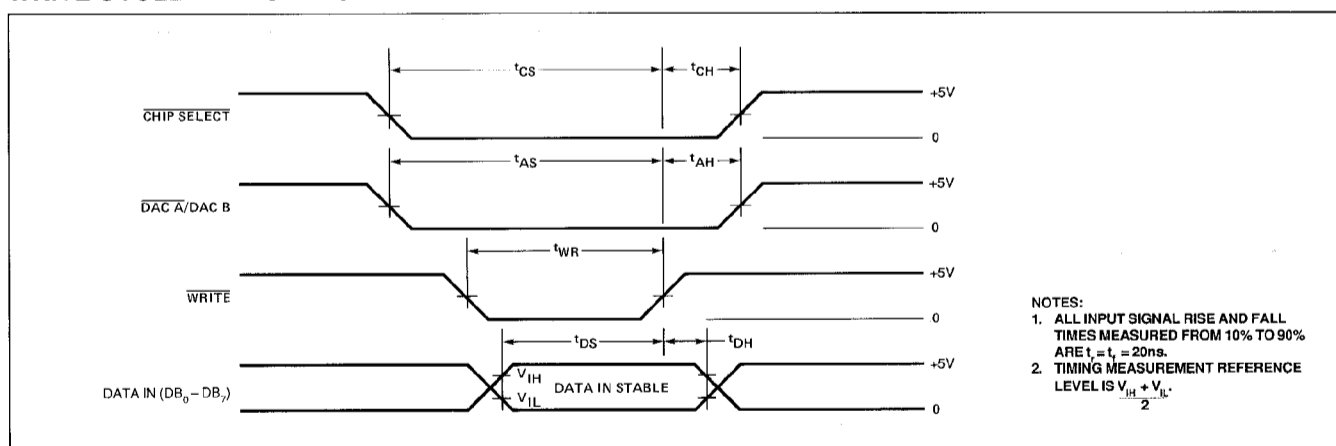 tCS
tCH
CHIP SELECT
+5V
0
tAS
tAH
DAC A/DAC B
+5V
0
tWR
WRITE
+5V
0
tDS
tDH
DATA IN (DB0 – DB7)
VIH
DATA IN STABLE
VIL
+5V
0
NOTES:
1. ALL INPUT SIGNAL RISE AND FALL
TIMES MEASURED FROM 10% TO 90%
ARE tr = tf = 20ns.
2. TIMING MEASUREMENT REFERENCE
LEVEL IS VIH + VIL.
2